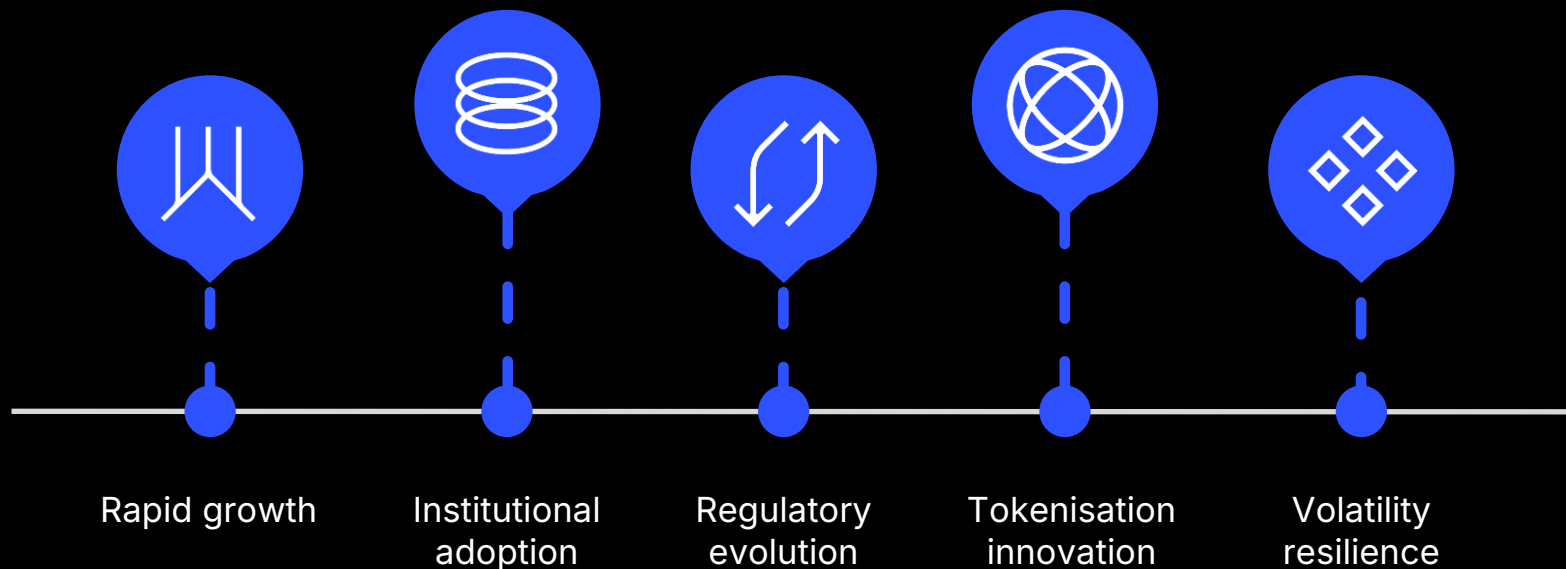 Rapid growth
Institutional
adoption
Regulatory
evolution
Tokenisation
innovation
Volatility
resilience